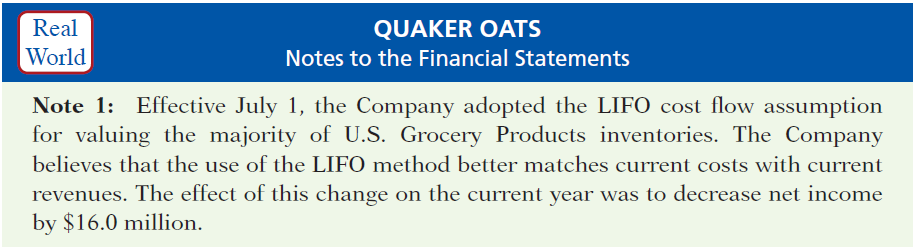 Real
World
QUAKER OATS
Notes to the Financial Statements
Note 1: Effective July 1, the Company adopted the LIFO cost flow assumption
for valuing the majority of U.S. Grocery Products inventories. The Company
believes that the use of the LIFO method better matches current costs with current
revenues. The effect of this change on the current year was to decrease net income
by $16.0 million.